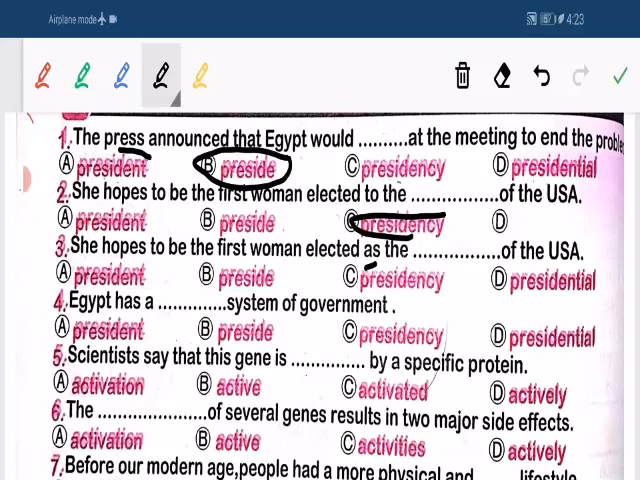 Airplane mode 57 4:23
1. The press announced that Egypt would ..........at the meeting to end the
A president B preside C presidency D presidential
2. She hopes to be the first woman elected to the .................of the USA.
A president B preside C presidency D
3. She hopes to be the first woman elected as the .................of the USA.
A president B preside C presidency D presidential
4. Egypt has a .............system of government .
A president B preside C presidency D presidential
5. Scientists say that this gene is .............. by a specific protein.
A activation B active C activated D actively
6. The .....................of several genes results in two major side effects.
A activation B active C activities D actively
7. Before our modern age,people had a more physical and ....... lifestyle